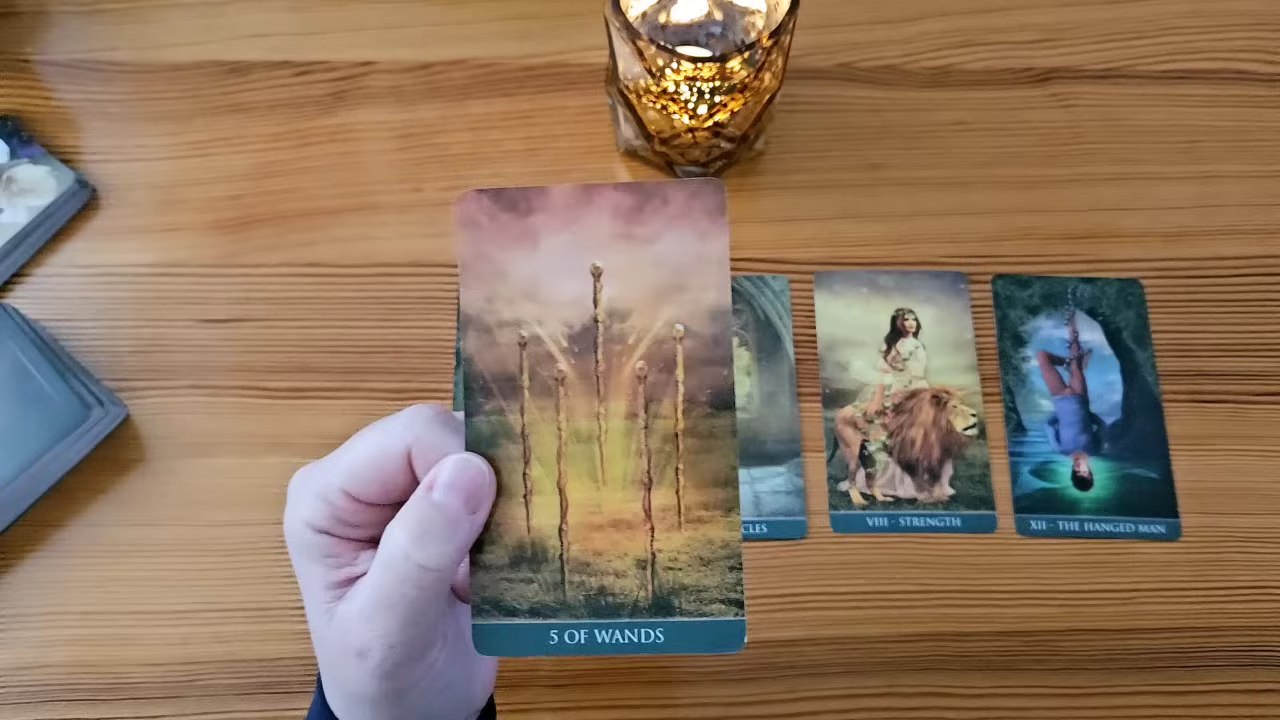 5 OF WANDS
CLES
VIII - STRENGTH
XII - THE HANGED MAN